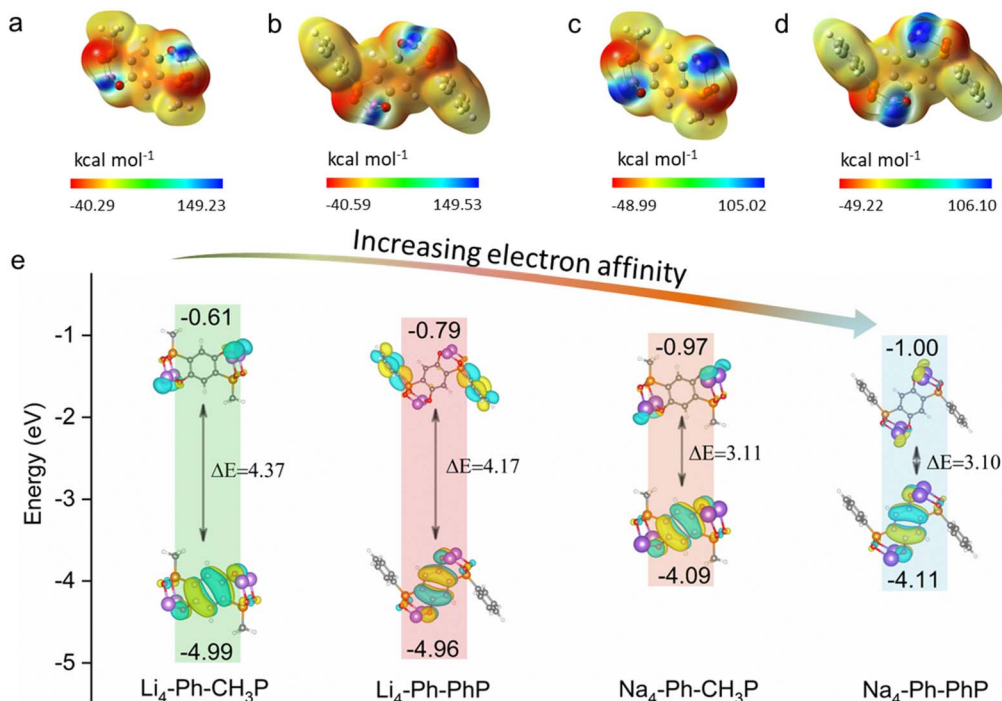 a
b
c
d
kcal mol⁻¹
kcal mol⁻¹
kcal mol⁻¹
kcal mol⁻¹
-40.29 149.23
-40.59 149.53
-48.99 105.02
-49.22 106.10
e
Increasing electron affinity
Energy (eV)
-1
-2
-3
-4
-5
-0.61
ΔE=4.37
-4.99
Li₄-Ph-CH₃P
-0.79
ΔE=4.17
-4.96
Li₄-Ph-PhP
-0.97
ΔE=3.11
-4.09
Na₄-Ph-CH₃P
-1.00
ΔE=3.10
-4.11
Na₄-Ph-PhP